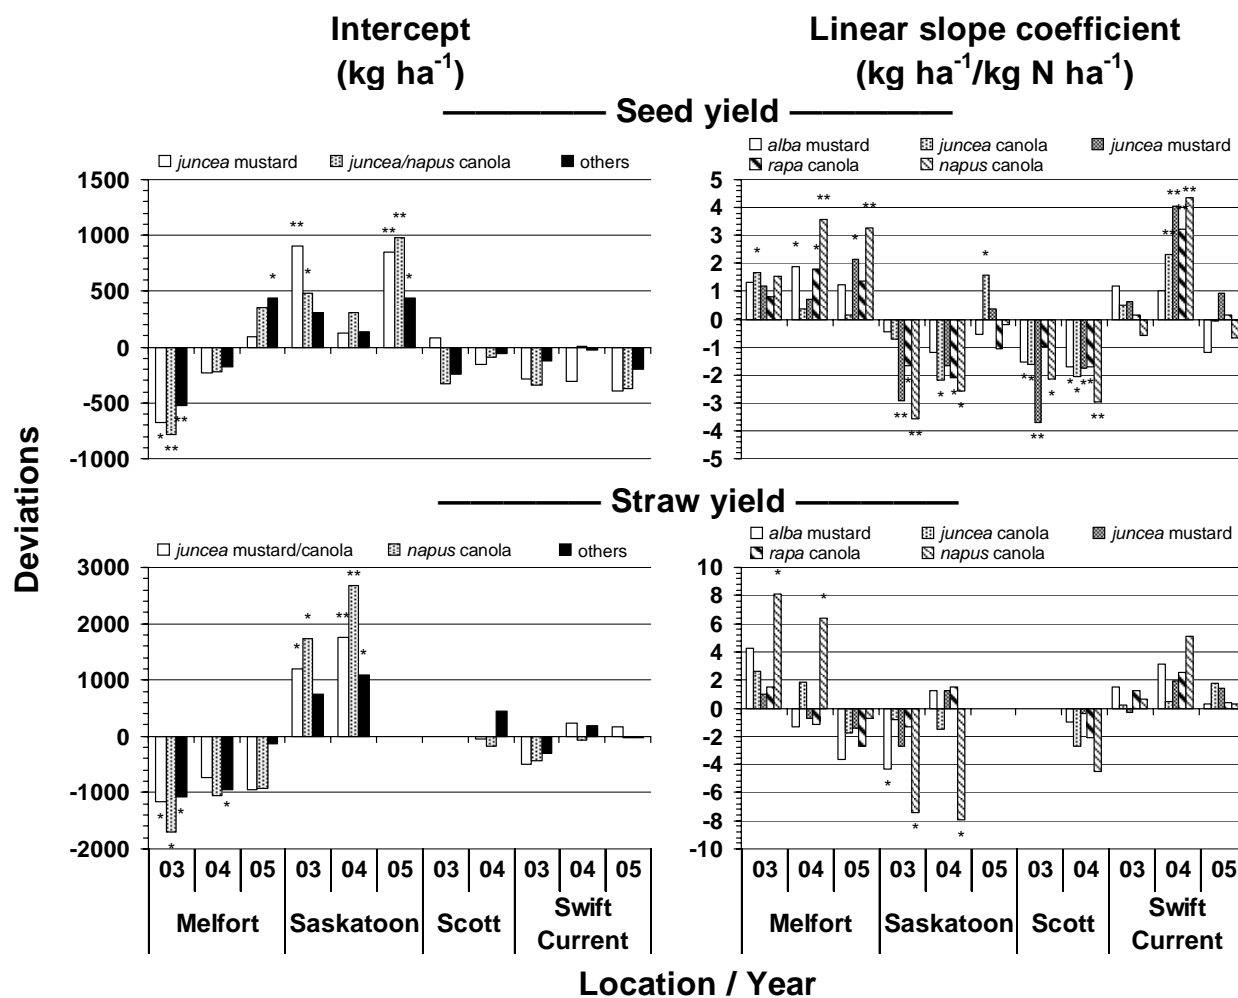 Intercept
(kg ha-1)
Linear slope coefficient
(kg ha-1/kg N ha-1)
Seed yield
juncea mustard juncea/napus canola others
alba mustard juncea canola juncea mustard
rapa canola napus canola
1500
1000
500
0
-500
-1000
5
4
3
2
1
0
-1
-2
-3
-4
-5
Deviations
Straw yield
juncea mustard/canola napus canola others
alba mustard juncea canola juncea mustard
rapa canola napus canola
3000
2000
1000
0
-1000
-2000
10
8
6
4
2
0
-2
-4
-6
-8
-10
03 04 05 03 04 05 03 04 03 04 05
Melfort Saskatoon Scott Swift
Current
03 04 05 03 04 05 03 04 03 04 05
Melfort Saskatoon Scott Swift
Current
Location / Year